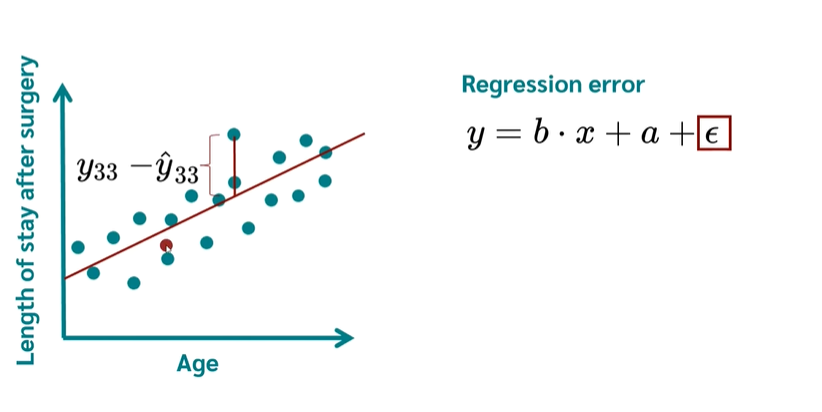 Length of stay after surgery
y33 − ŷ33
Age
Regression error
y = b · x + a + ϵ